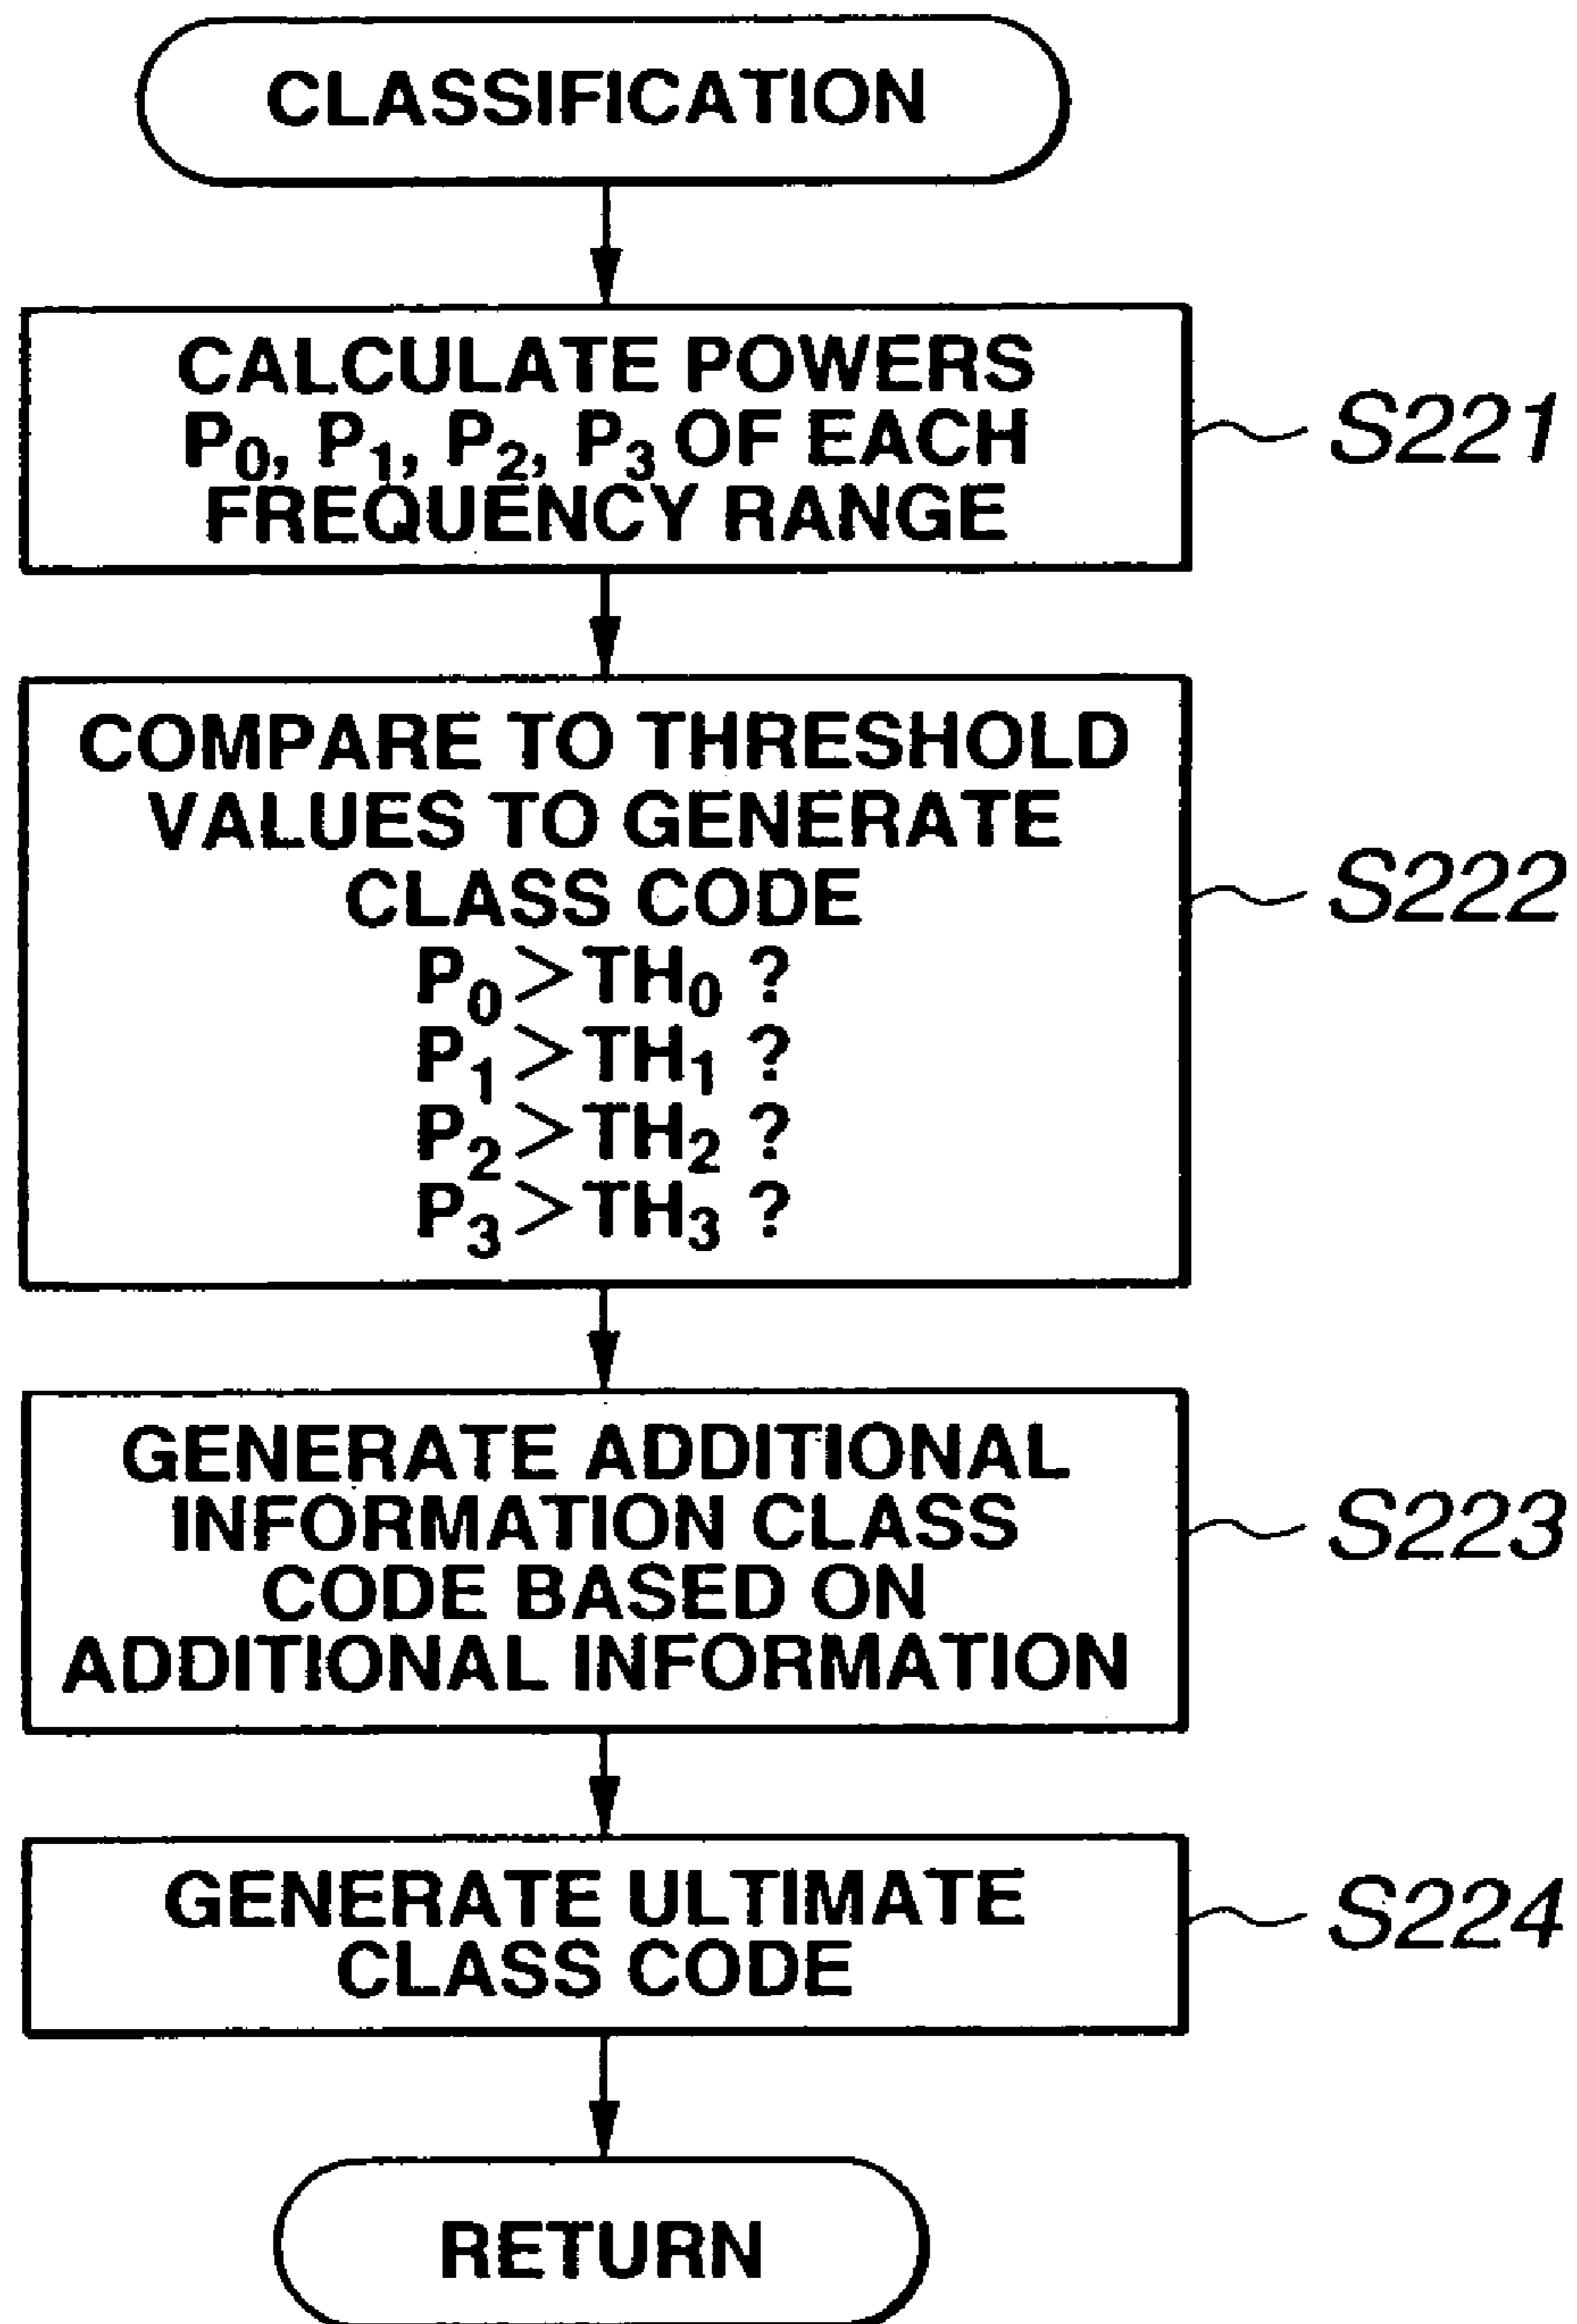 CLASSIFICATION
CALCULATE POWERS
P₀, P₁, P₂, P₃ OF EACH
FREQUENCY RANGE
S221
COMPARE TO THRESHOLD
VALUES TO GENERATE
CLASS CODE
P₀ > TH₀ ?
P₁ > TH₁ ?
P₂ > TH₂ ?
P₃ > TH₃ ?
S222
GENERATE ADDITIONAL
INFORMATION CLASS
CODE BASED ON
ADDITIONAL INFORMATION
S223
GENERATE ULTIMATE
CLASS CODE
S224
RETURN